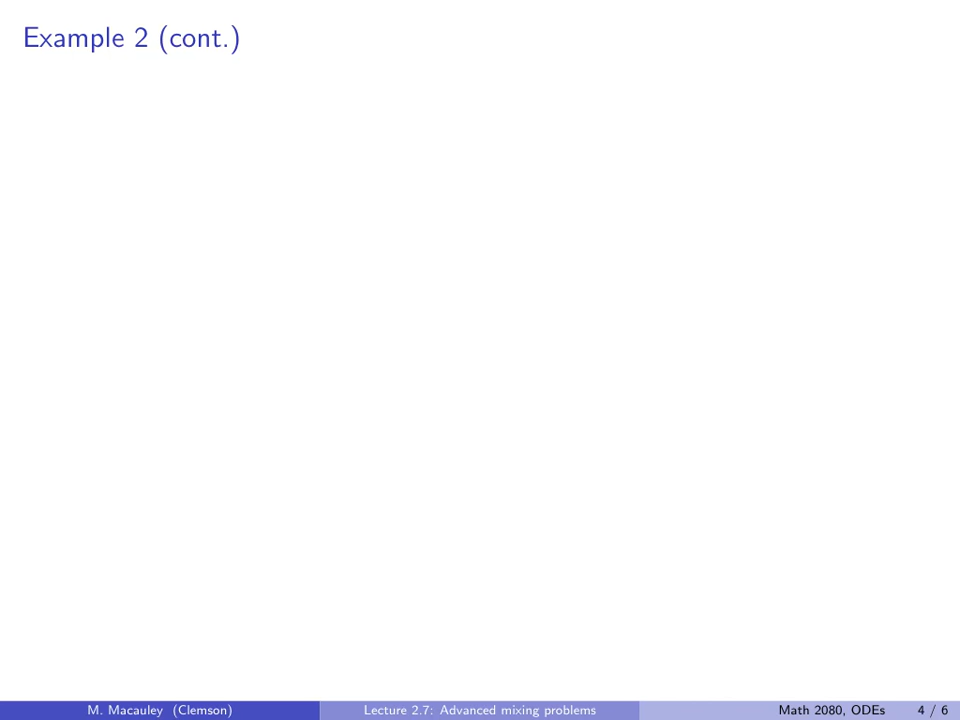 Example 2 (cont.)
M. Macauley (Clemson) Lecture 2.7: Advanced mixing problems Math 2080, ODEs 4 / 6